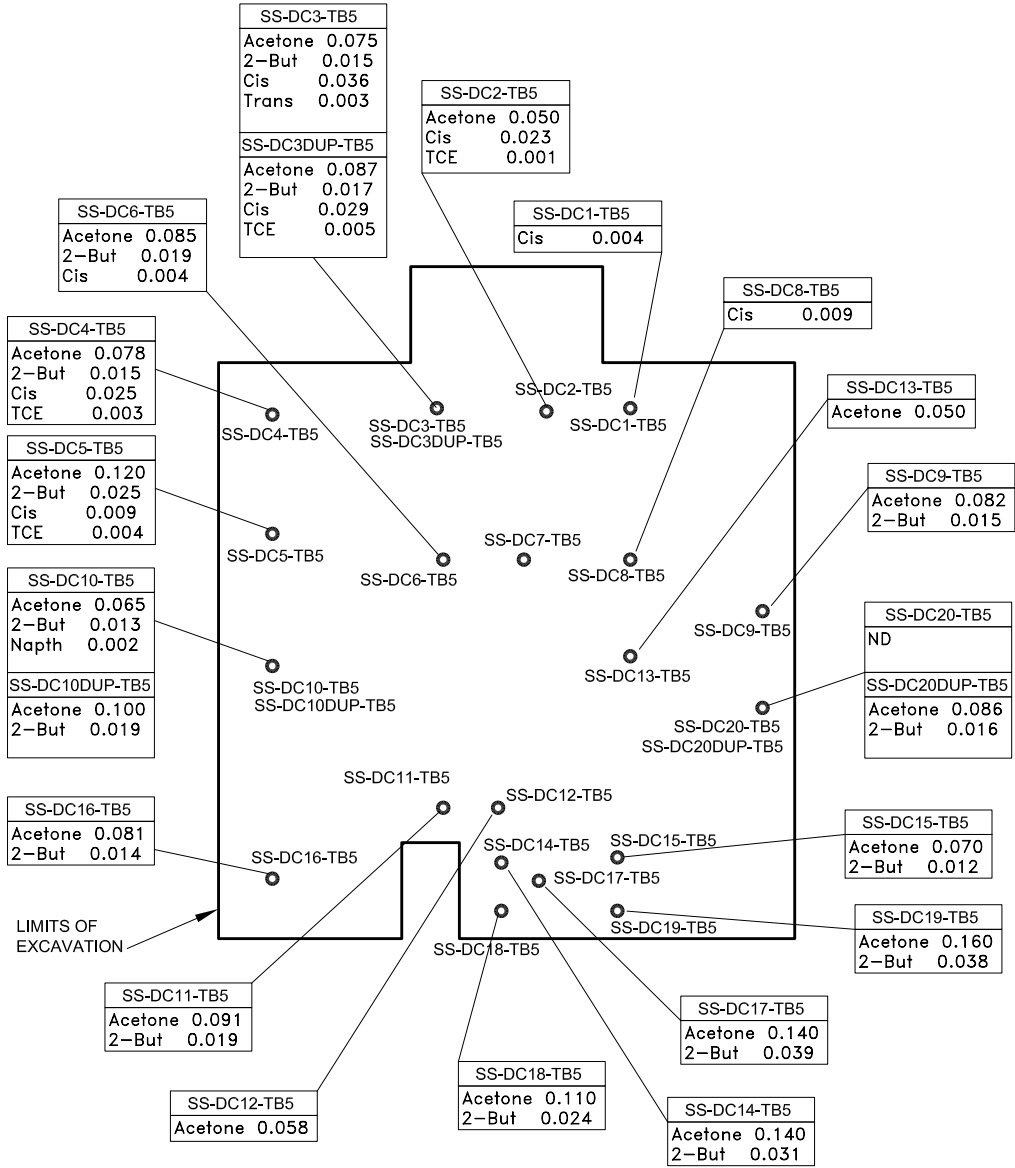 SS-DC3-TB5
Acetone 0.075
2-But 0.015
Cis 0.036
Trans 0.003
SS-DC3DUP-TB5
Acetone 0.087
2-But 0.017
Cis 0.029
TCE 0.005
SS-DC2-TB5
Acetone 0.050
Cis 0.023
TCE 0.001
SS-DC6-TB5
Acetone 0.085
2-But 0.019
Cis 0.004
SS-DC1-TB5
Cis 0.004
SS-DC8-TB5
Cis 0.009
SS-DC4-TB5
Acetone 0.078
2-But 0.015
Cis 0.025
TCE 0.003
SS-DC13-TB5
Acetone 0.050
SS-DC5-TB5
Acetone 0.120
2-But 0.025
Cis 0.009
TCE 0.004
SS-DC9-TB5
Acetone 0.082
2-But 0.015
SS-DC10-TB5
Acetone 0.065
2-But 0.013
Napth 0.002
SS-DC10DUP-TB5
Acetone 0.100
2-But 0.019
SS-DC20-TB5
ND
SS-DC20DUP-TB5
Acetone 0.086
2-But 0.016
SS-DC16-TB5
Acetone 0.081
2-But 0.014
SS-DC15-TB5
Acetone 0.070
2-But 0.012
SS-DC19-TB5
Acetone 0.160
2-But 0.038
SS-DC11-TB5
Acetone 0.091
2-But 0.019
SS-DC17-TB5
Acetone 0.140
2-But 0.039
SS-DC18-TB5
Acetone 0.110
2-But 0.024
SS-DC12-TB5
Acetone 0.058
SS-DC14-TB5
Acetone 0.140
2-But 0.031
SS-DC4-TB5
SS-DC3-TB5
SS-DC3DUP-TB5
SS-DC2-TB5
SS-DC1-TB5
SS-DC5-TB5
SS-DC6-TB5
SS-DC7-TB5
SS-DC8-TB5
SS-DC9-TB5
SS-DC13-TB5
SS-DC10-TB5
SS-DC10DUP-TB5
SS-DC20-TB5
SS-DC20DUP-TB5
SS-DC11-TB5
SS-DC12-TB5
SS-DC14-TB5
SS-DC15-TB5
SS-DC16-TB5
SS-DC17-TB5
SS-DC18-TB5
SS-DC19-TB5
LIMITS OF
EXCAVATION